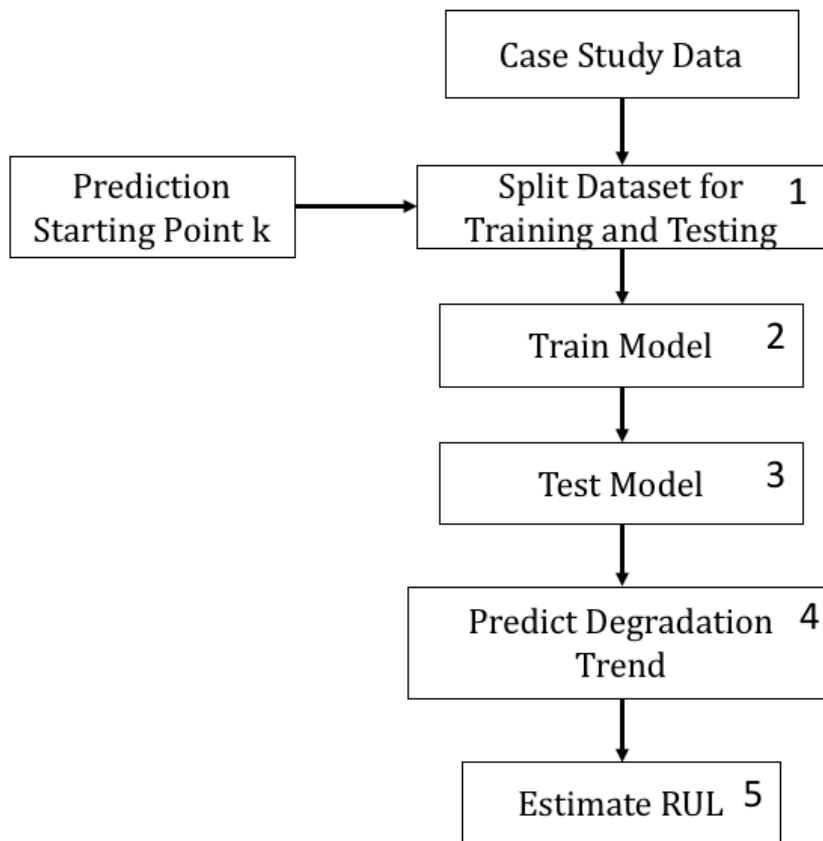 Case Study Data
Prediction
Starting Point k
Split Dataset for 1
Training and Testing
Train Model 2
Test Model 3
Predict Degradation 4
Trend
Estimate RUL 5